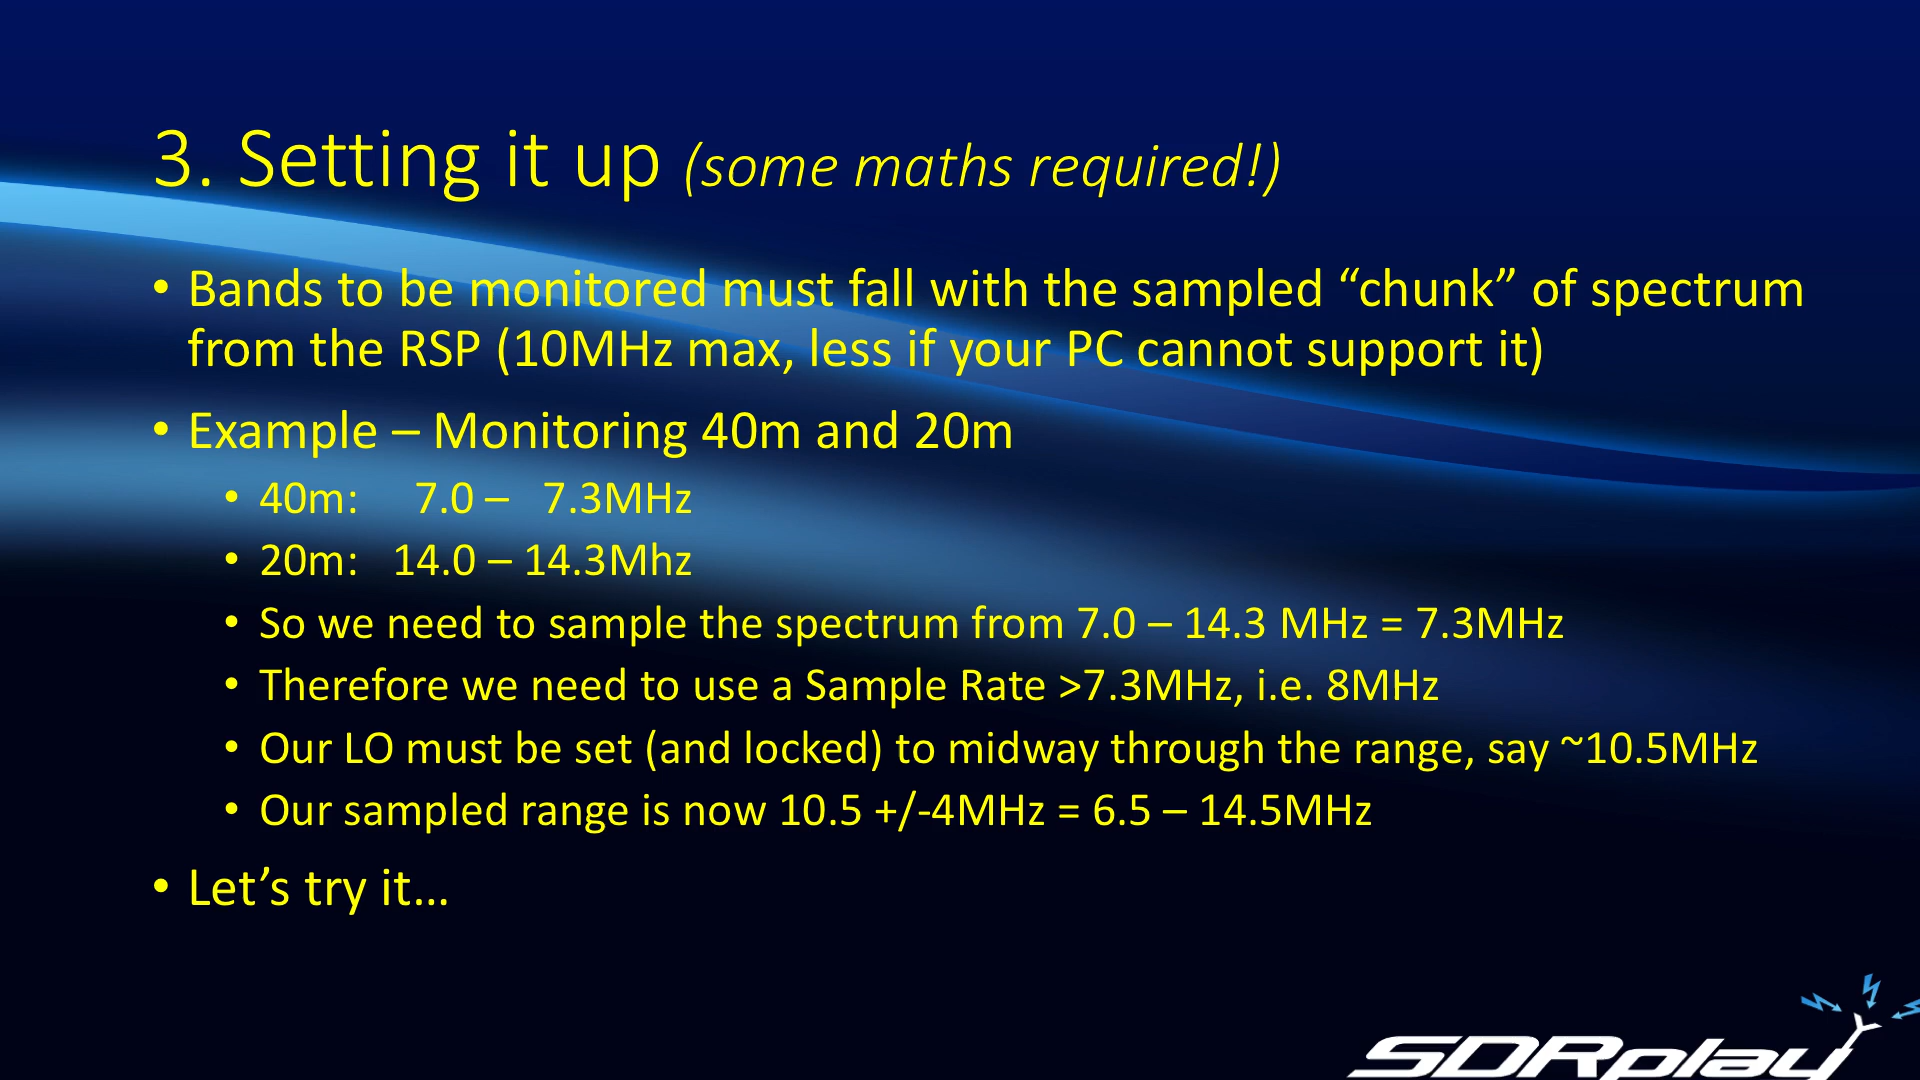 3. Setting it up (some maths required!)
• Bands to be monitored must fall with the sampled “chunk” of spectrum
from the RSP (10MHz max, less if your PC cannot support it)
• Example – Monitoring 40m and 20m
• 40m: 7.0 – 7.3MHz
• 20m: 14.0 – 14.3Mhz
• So we need to sample the spectrum from 7.0 – 14.3 MHz = 7.3MHz
• Therefore we need to use a Sample Rate >7.3MHz, i.e. 8MHz
• Our LO must be set (and locked) to midway through the range, say ~10.5MHz
• Our sampled range is now 10.5 +/-4MHz = 6.5 – 14.5MHz
• Let’s try it…
SDRplay